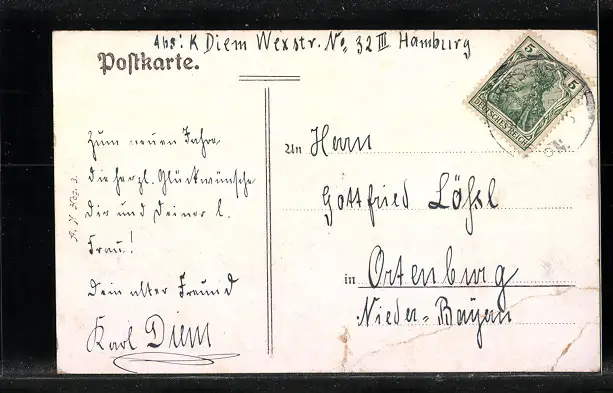 Abs: K Diem Wexstr. No 32 III Hamburg
Postkarte.
5 5
DEUTSCHES REICH
Zum neuen Jahre
die herzl. Glückwünsche
Dir und Deiner l.
Frau!
Dein alter Freund
Karl Diem
An Herrn
Gottfried Lößl
in Ortenburg
Nieder-Bayern